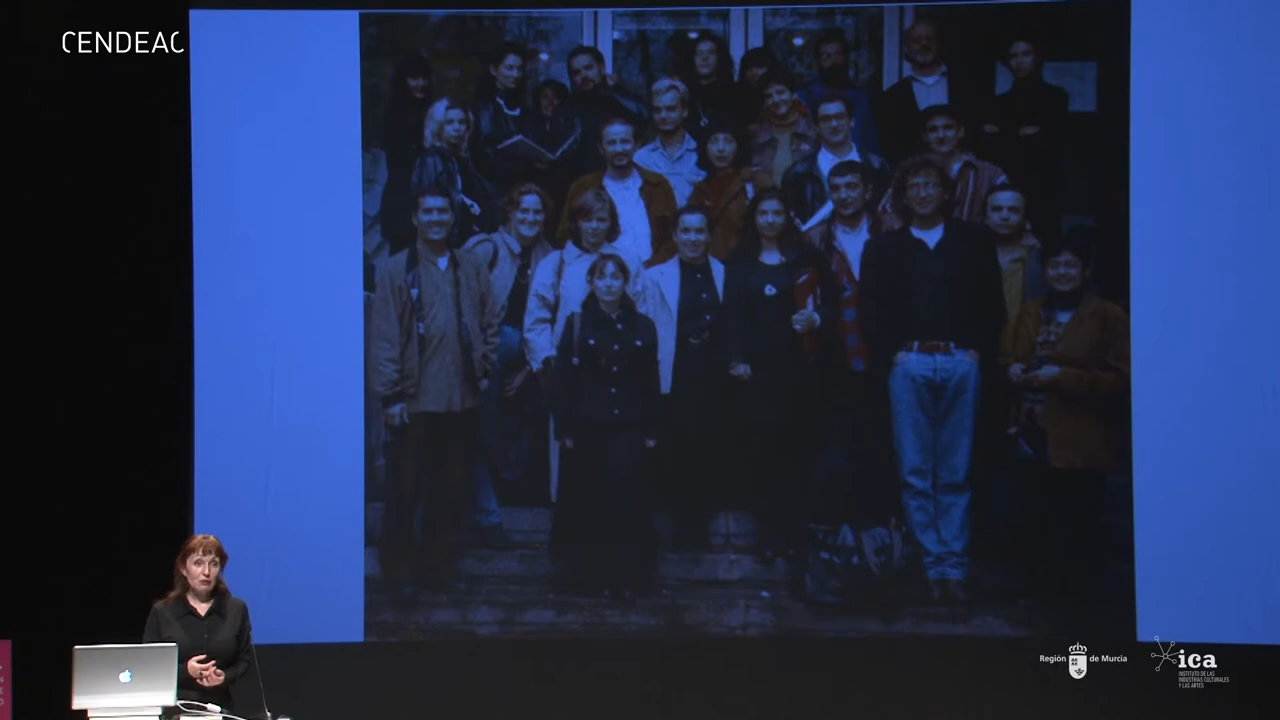 CENDEAC
Región de Murcia
ica
INSTITUTO DE LAS
INDUSTRIAS CULTURALES
Y LAS ARTES